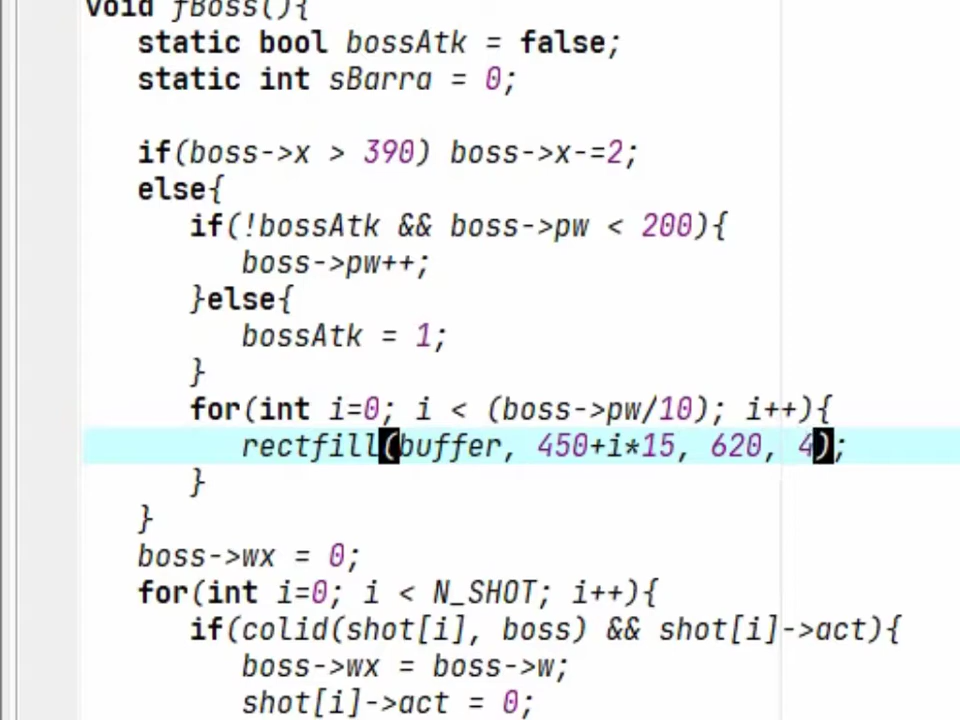 void fBoss(){
static bool bossAtk = false;
static int sBarra = 0;
if(boss->x > 390) boss->x-=2;
else{
if(!bossAtk && boss->pw < 200){
boss->pw++;
}else{
bossAtk = 1;
}
for(int i=0; i < (boss->pw/10); i++){
rectfill(buffer, 450+i*15, 620, 4);
}
}
boss->wx = 0;
for(int i=0; i < N_SHOT; i++){
if(colid(shot[i], boss) && shot[i]->act){
boss->wx = boss->w;
shot[i]->act = 0;